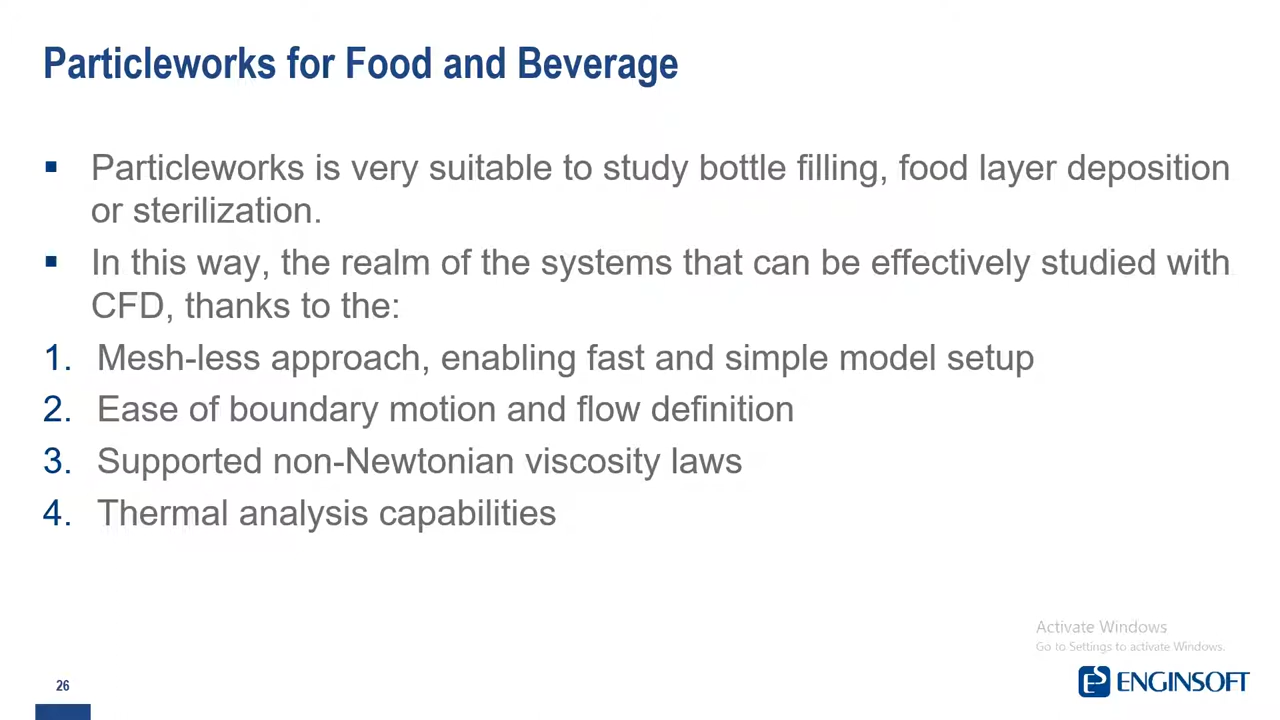 Particleworks for Food and Beverage
▪ Particleworks is very suitable to study bottle filling, food layer deposition
or sterilization.
▪ In this way, the realm of the systems that can be effectively studied with
CFD, thanks to the:
1. Mesh-less approach, enabling fast and simple model setup
2. Ease of boundary motion and flow definition
3. Supported non-Newtonian viscosity laws
4. Thermal analysis capabilities
Activate Windows
Go to Settings to activate Windows.
26
ENGINSOFT